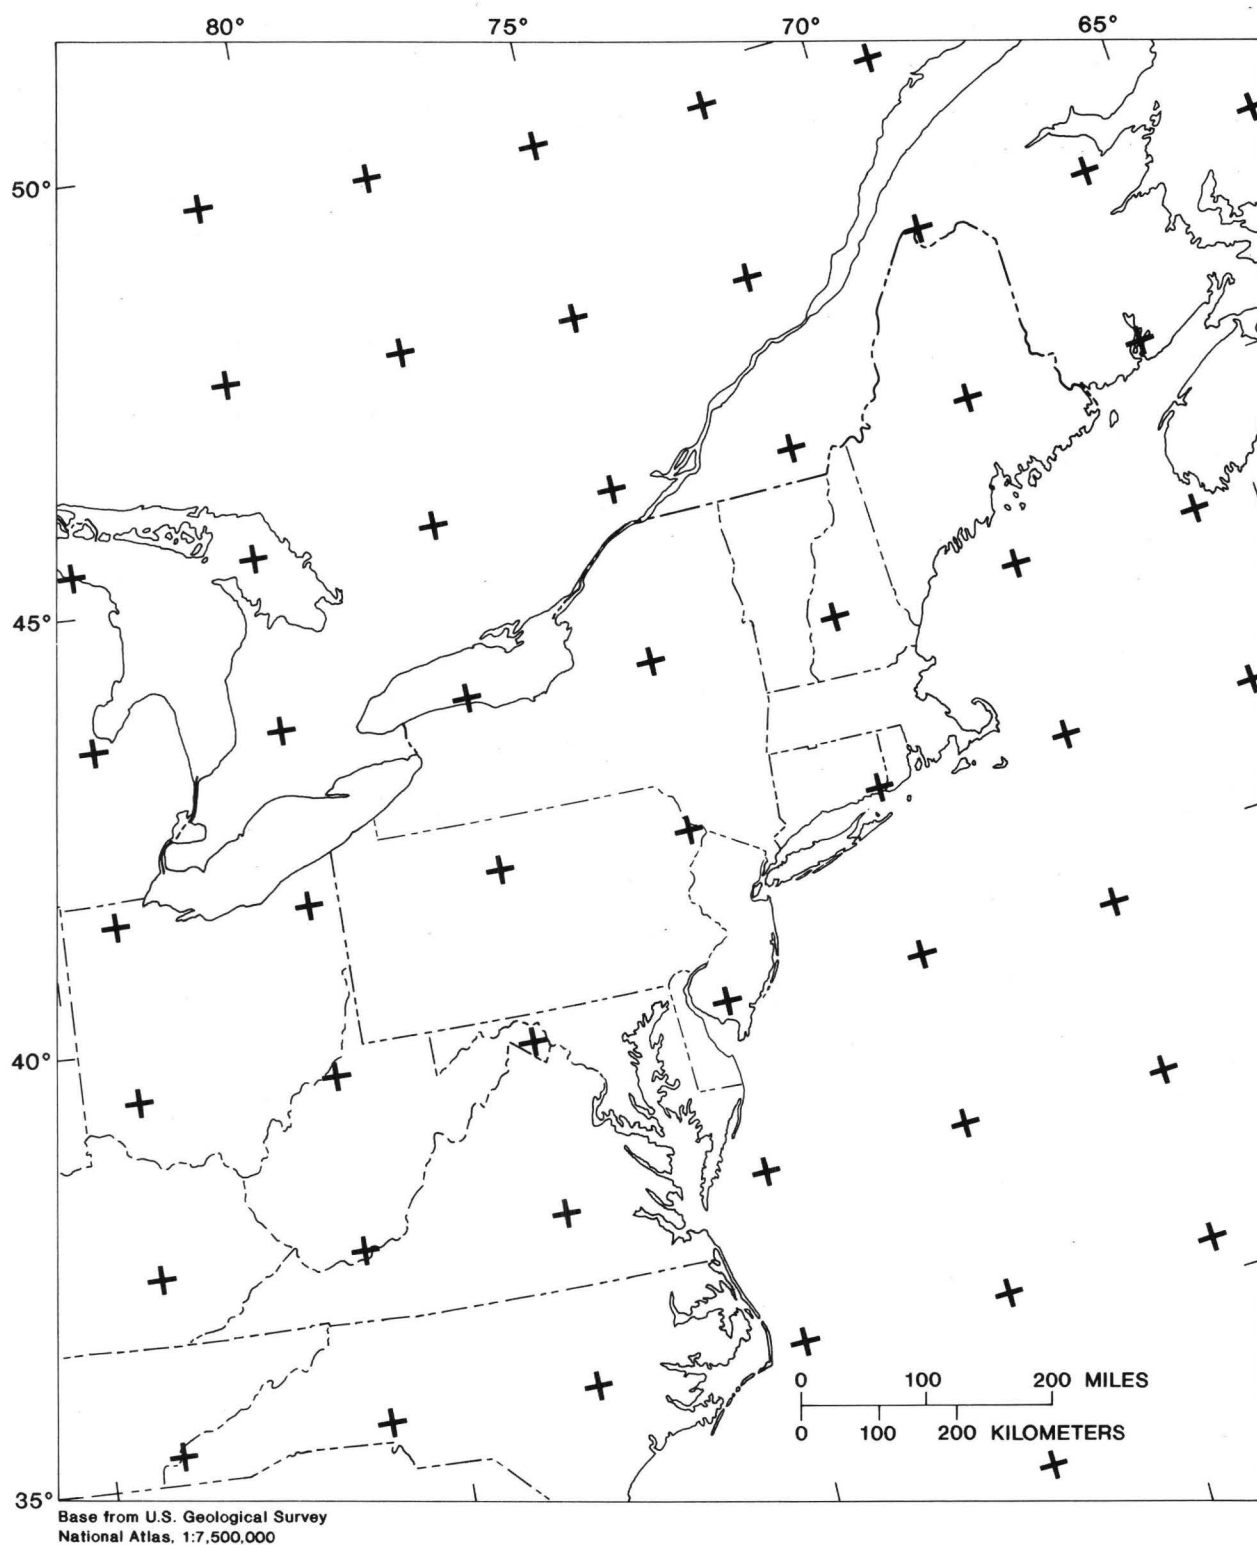 80° 75° 70° 65°
50°
45°
40°
0 100 200 MILES
0 100 200 KILOMETERS
35°
Base from U.S. Geological Survey
National Atlas, 1:7,500,000